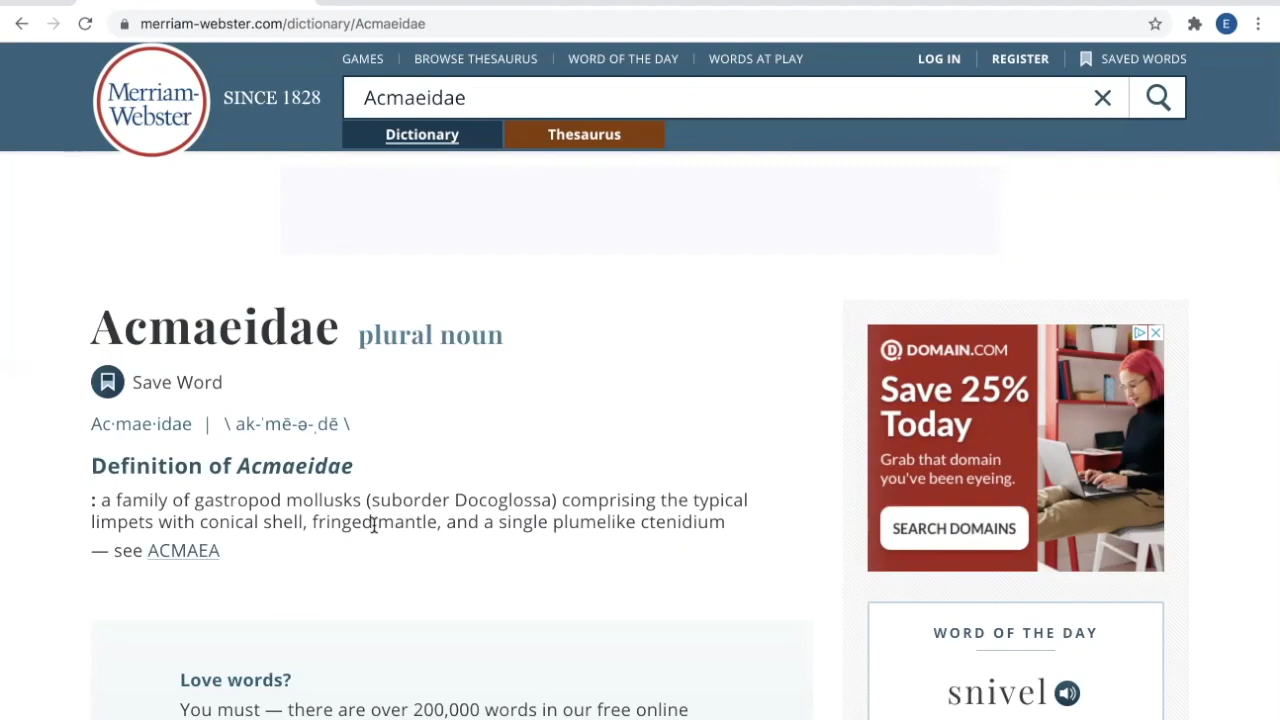 merriam-webster.com/dictionary/Acmaeidae
E
GAMES
BROWSE THESAURUS
WORD OF THE DAY
WORDS AT PLAY
LOG IN
REGISTER
SAVED WORDS
Merriam-
Webster
SINCE 1828
Acmaeidae
Dictionary
Thesaurus
Acmaeidae plural noun
Save Word
Ac·mae·idae | \ ak-ˈmē-ə-ˌdē \
Definition of Acmaeidae
: a family of gastropod mollusks (suborder Docoglossa) comprising the typical
limpets with conical shell, fringed mantle, and a single plumelike ctenidium
— see ACMAEA
Love words?
You must — there are over 200,000 words in our free online
D DOMAIN.COM
Save 25%
Today
Grab that domain
you've been eyeing.
SEARCH DOMAINS
WORD OF THE DAY
snivel